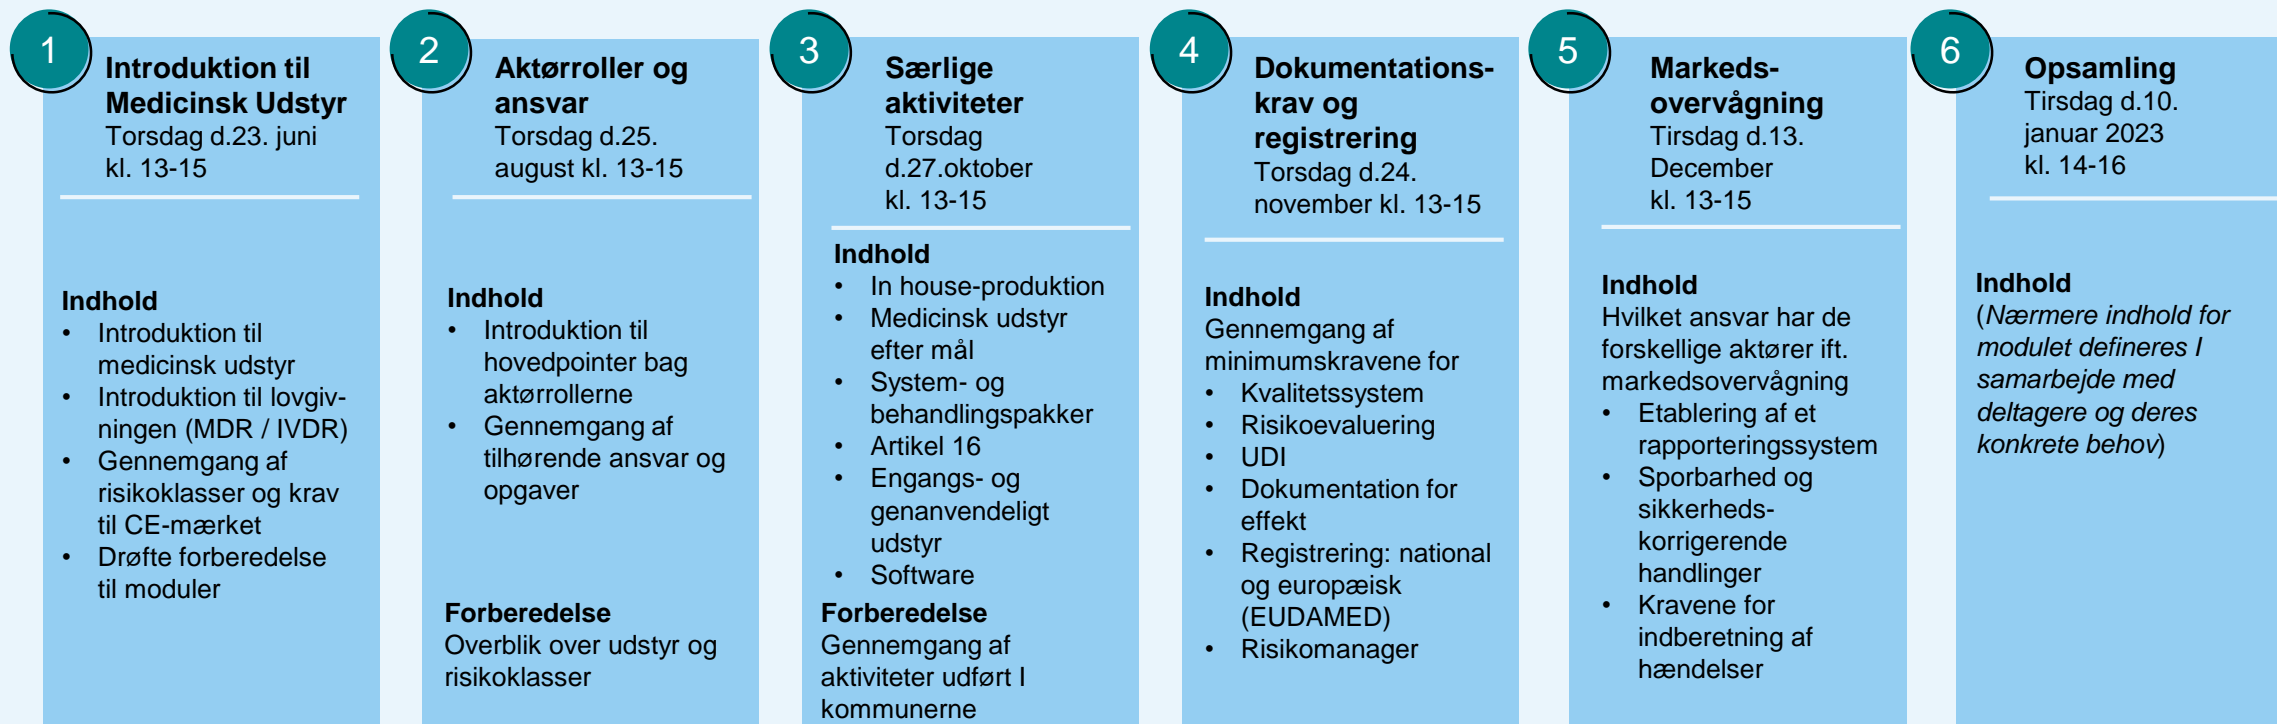 1
Introduktion til
Medicinsk Udstyr
Torsdag d.23. juni
kl. 13-15
Indhold
• Introduktion til
medicinsk udstyr
• Introduktion til lovgiv-
ningen (MDR / IVDR)
• Gennemgang af
risikoklasser og krav
til CE-mærket
• Drøfte forberedelse
til moduler
2
Aktørroller og
ansvar
Torsdag d.25.
august kl. 13-15
Indhold
• Introduktion til
hovedpointer bag
aktørrollerne
• Gennemgang af
tilhørende ansvar og
opgaver
Forberedelse
Overblik over udstyr og
risikoklasser
3
Særlige
aktiviteter
Torsdag
d.27.oktober
kl. 13-15
Indhold
• In house-produktion
• Medicinsk udstyr
efter mål
• System- og
behandlingspakker
• Artikel 16
• Engangs- og
genanvendeligt
udstyr
• Software
Forberedelse
Gennemgang af
aktiviteter udført I
kommunerne
4
Dokumentations-
krav og
registrering
Torsdag d.24.
november kl. 13-15
Indhold
Gennemgang af
minimumskravene for
• Kvalitetssystem
• Risikoevaluering
• UDI
• Dokumentation for
effekt
• Registrering: national
og europæisk
(EUDAMED)
• Risikomanager
5
Markeds-
overvågning
Tirsdag d.13.
December
kl. 13-15
Indhold
Hvilket ansvar har de
forskellige aktører ift.
markedsovervågning
• Etablering af et
rapporteringssystem
• Sporbarhed og
sikkerheds-
korrigerende
handlinger
• Kravene for
indberetning af
hændelser
6
Opsamling
Tirsdag d.10.
januar 2023
kl. 14-16
Indhold
(Nærmere indhold for
modulet defineres I
samarbejde med
deltagere og deres
konkrete behov)